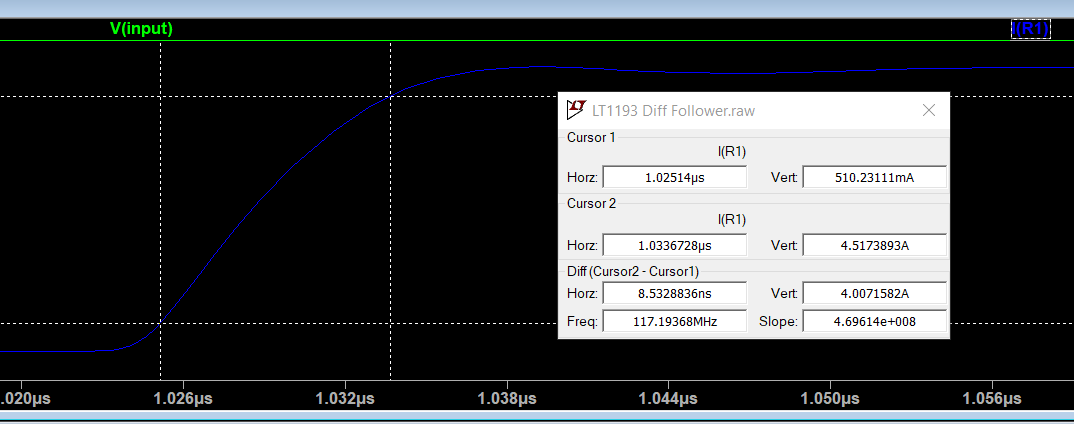 V(input) I(R1)
LT1193 Diff Follower.raw
Cursor 1
I(R1)
Horz: 1.02514µs Vert: 510.23111mA
Cursor 2
I(R1)
Horz: 1.0336728µs Vert: 4.5173893A
Diff (Cursor2 - Cursor1)
Horz: 8.5328836ns Vert: 4.0071582A
Freq: 117.19368MHz Slope: 4.69614e+008
1.020µs 1.026µs 1.032µs 1.038µs 1.044µs 1.050µs 1.056µs